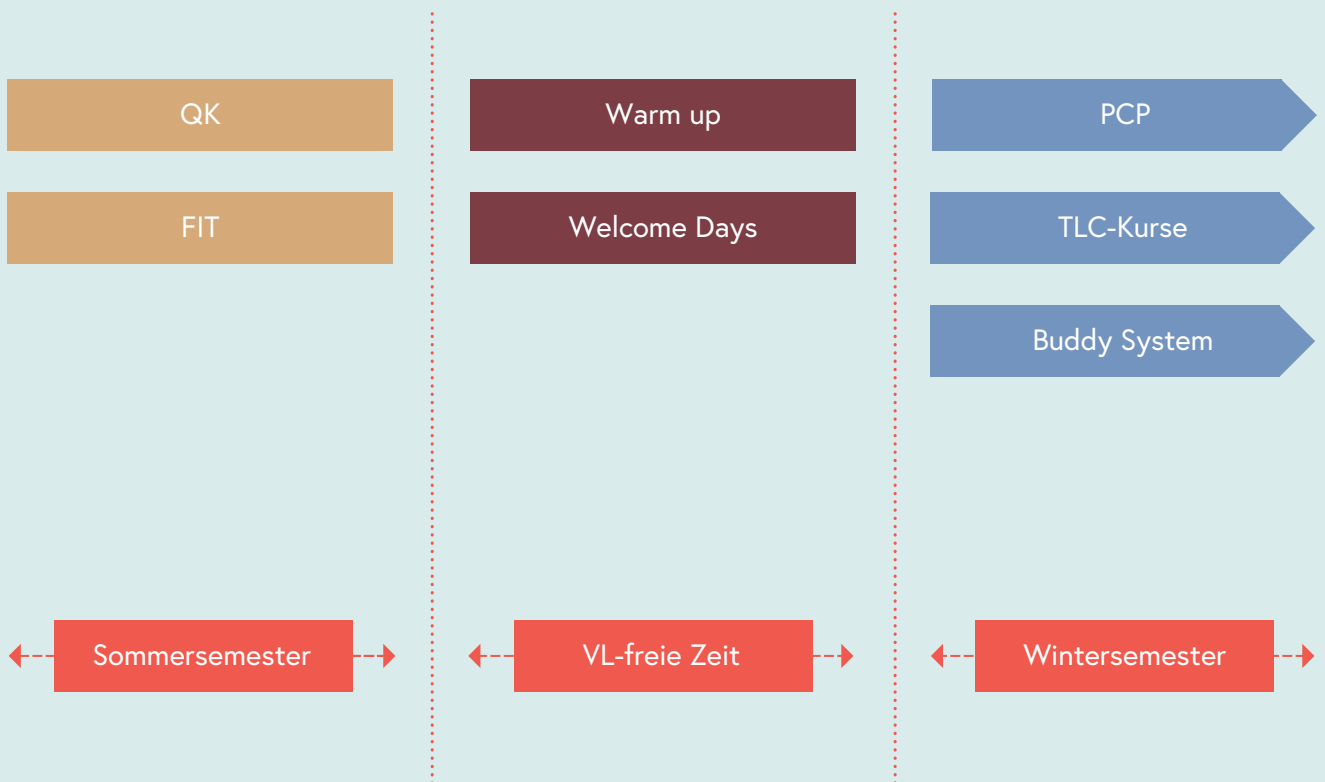 QK
Warm up
PCP
FIT
Welcome Days
TLC-Kurse
Buddy System
Sommersemester
VL-freie Zeit
Wintersemester